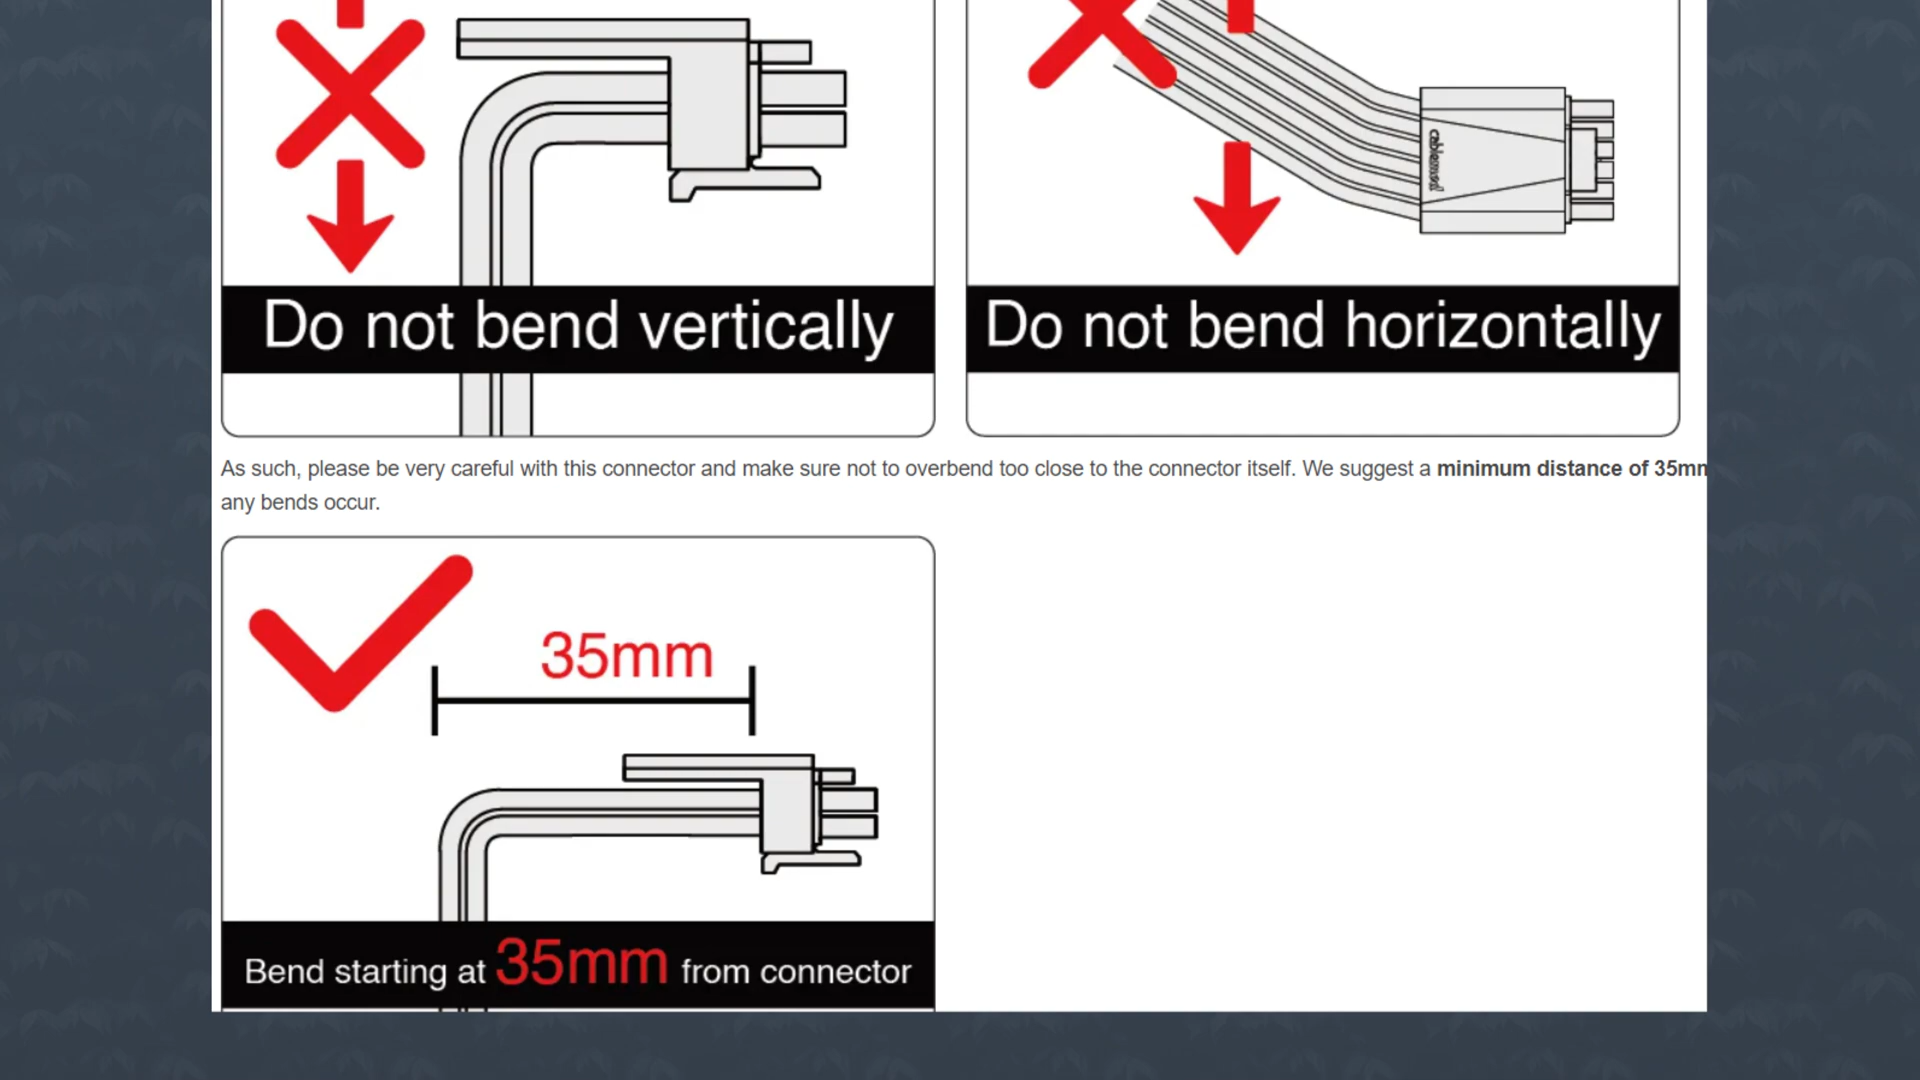 cablemod
Do not bend vertically
Do not bend horizontally
As such, please be very careful with this connector and make sure not to overbend too close to the connector itself. We suggest a minimum distance of 35mm
any bends occur.
35mm
Bend starting at 35mm from connector